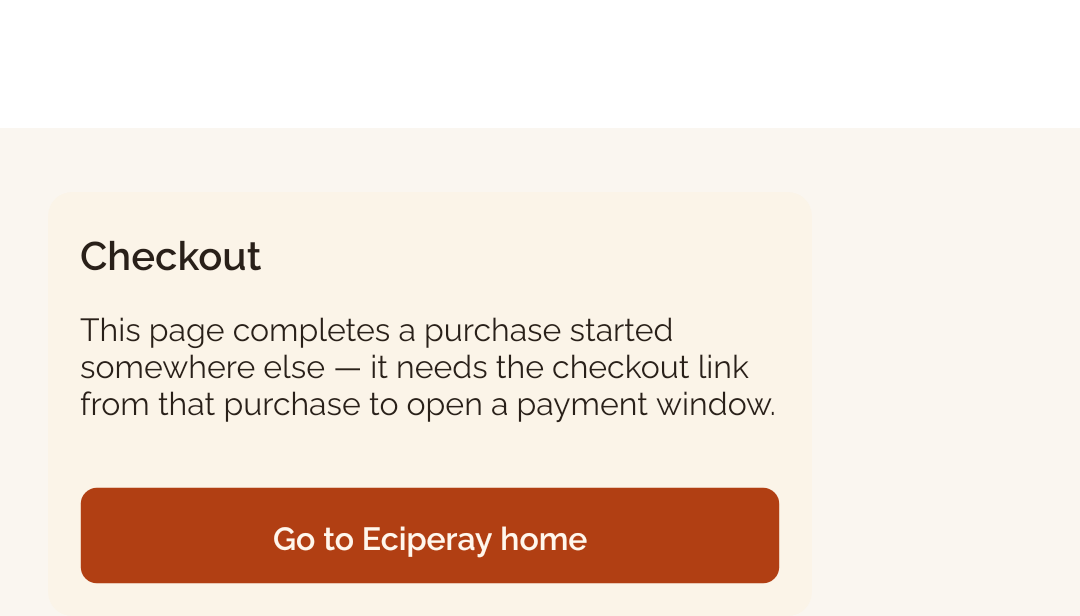 Checkout
This page completes a purchase started
somewhere else — it needs the checkout link
from that purchase to open a payment window.
Go to Eciperay home